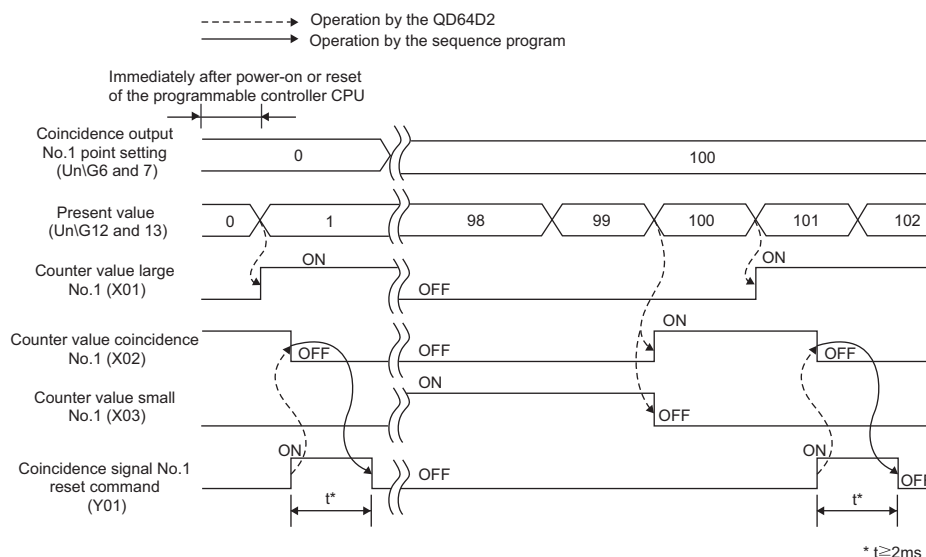 Operation by the QD64D2
Operation by the sequence program
Immediately after power-on or reset
of the programmable controller CPU
Coincidence output
No.1 point setting
(Un\G6 and 7)
0
100
Present value
(Un\G12 and 13)
0
1
98
99
100
101
102
Counter value large
No.1 (X01)
ON
OFF
ON
Counter value coincidence
No.1 (X02)
OFF
OFF
ON
OFF
Counter value small
No.1 (X03)
ON
OFF
Coincidence signal No.1
reset command
(Y01)
ON
OFF
ON
OFF
t*
t*
* t≧2ms